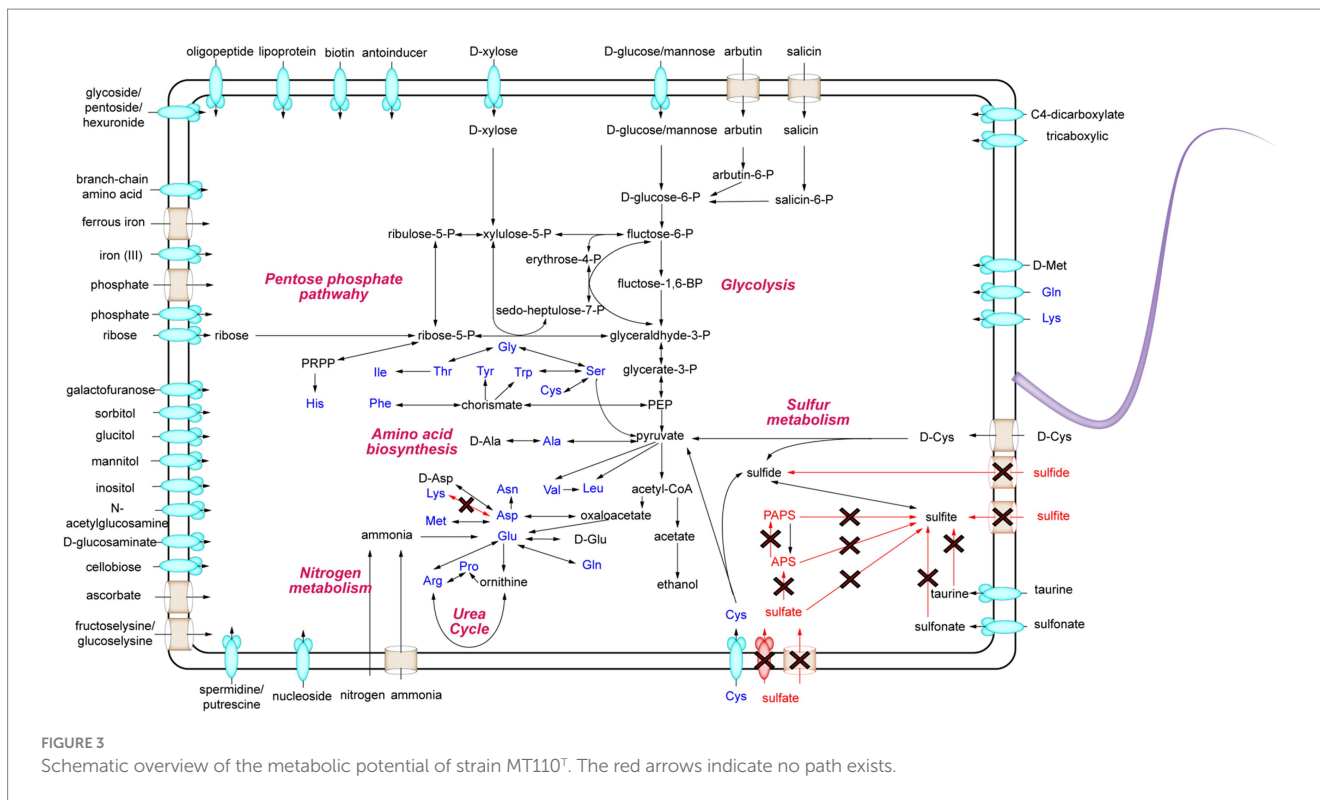 oligopeptide lipoprotein biotin antoinducer D-xylose D-glucose/mannose arbutin salicin
glycoside/
pentoside/
hexuronide
branch-chain
amino acid
ferrous iron
iron (III)
phosphate
phosphate
ribose
galactofuranose
sorbitol
glucitol
mannitol
inositol
N-
acetylglucosamine
D-glucosaminate
cellobiose
ascorbate
fructoselysine/
glucoselysine
D-xylose D-glucose/mannose arbutin salicin
arbutin-6-P
D-glucose-6-P salicin-6-P
ribulose-5-P xylulose-5-P fluctose-6-P
erythrose-4-P
Pentose phosphate
pathwahy
fluctose-1,6-BP Glycolysis
sedo-heptulose-7-P
ribose ribose-5-P glyceraldhyde-3-P
Gly
PRPP Ile Thr Tyr Trp Ser glycerate-3-P
Cys
His Phe chorismate PEP
Amino acid
biosynthesis
D-Ala Ala pyruvate
Sulfur
metabolism
D-Cys D-Cys
D-Asp
Lys Asn Val Leu acetyl-CoA
Met Asp oxaloacetate
ammonia Glu D-Glu acetate
Gln
Pro
Arg ornithine ethanol
Nitrogen
metabolism
Urea
Cycle
sulfide sulfide
PAPS sulfite sulfite
APS
sulfate
taurine taurine
sulfonate sulfonate
Cys
C4-dicarboxylate
tricaboxylic
D-Met
Gln
Lys
spermidine/
putrescine
nucleoside nitrogen ammonia
Cys sulfate
FIGURE 3
Schematic overview of the metabolic potential of strain MT110ᵀ. The red arrows indicate no path exists.